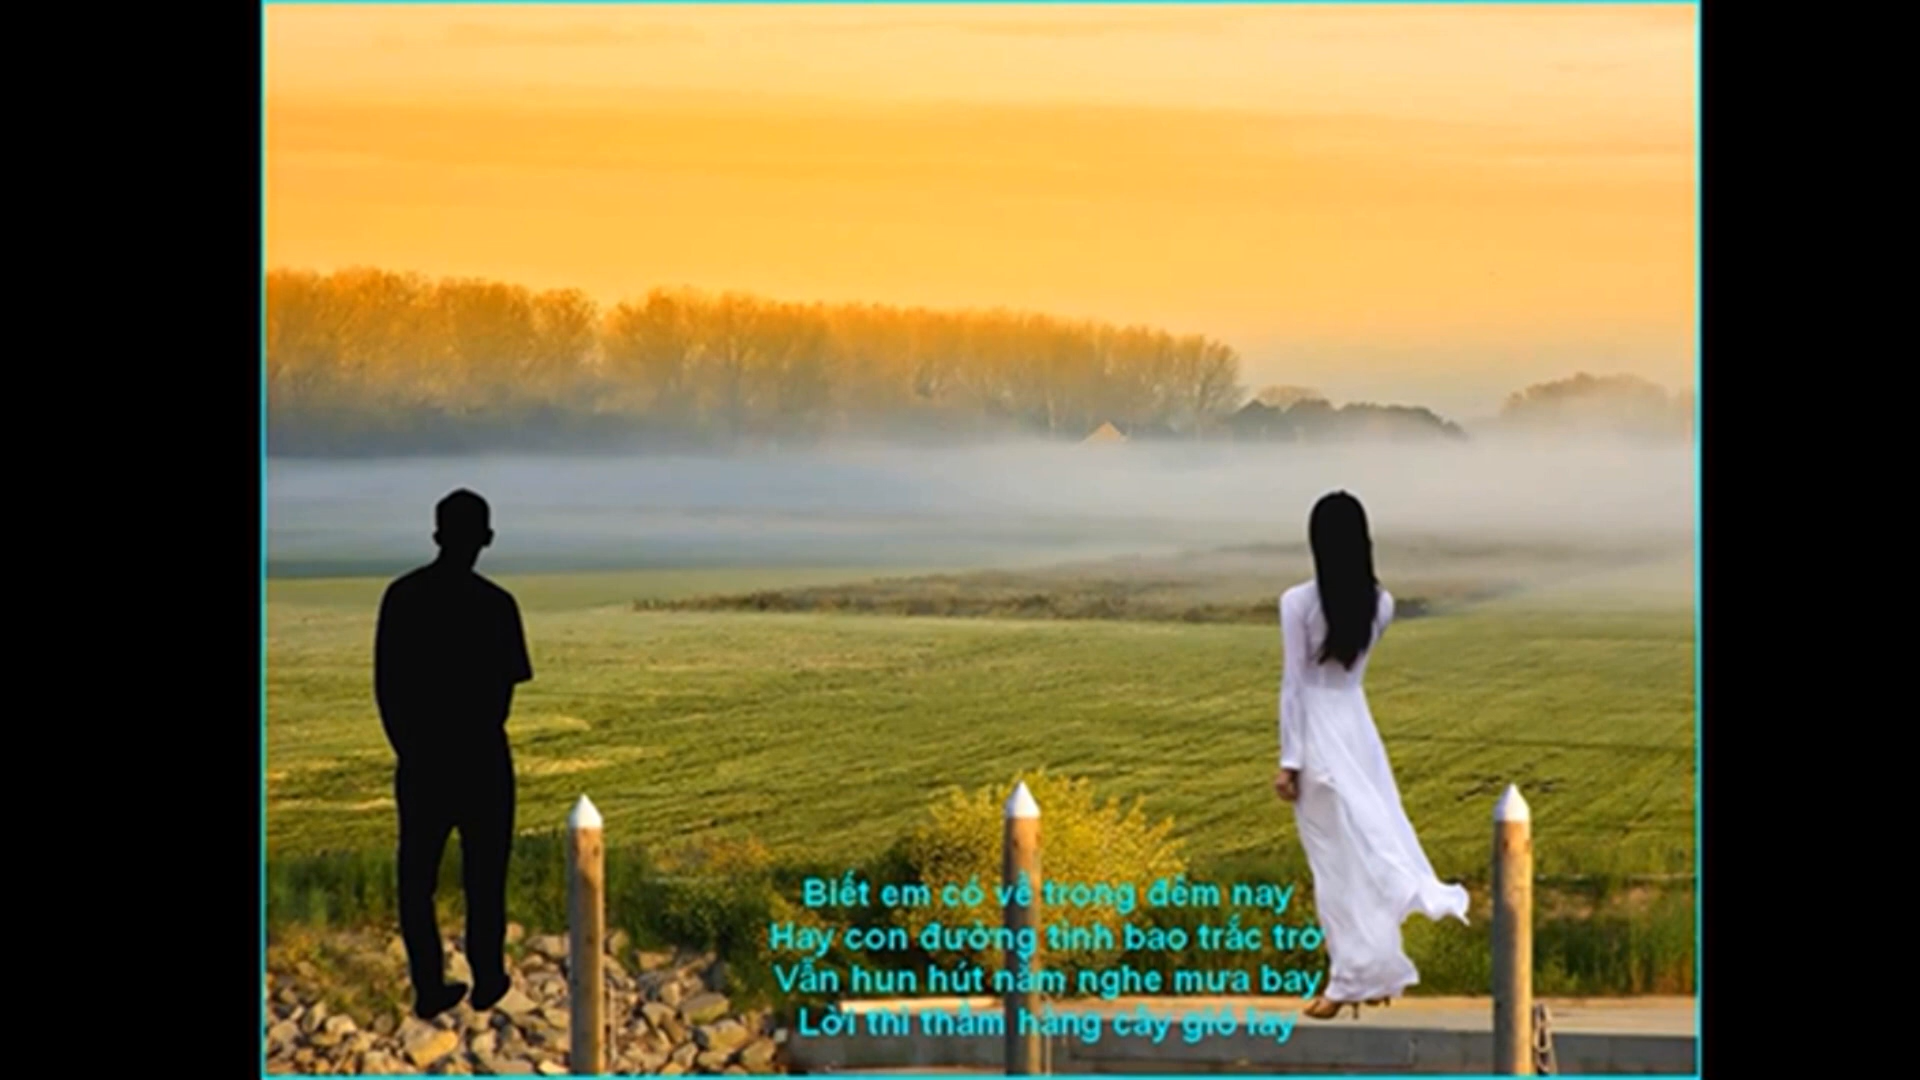 Biết em có về trong đêm nay
Hay con đường tình bao trắc trở
Vẫn hun hút nằm nghe mưa bay
Lời thì thầm hàng cây gió lay